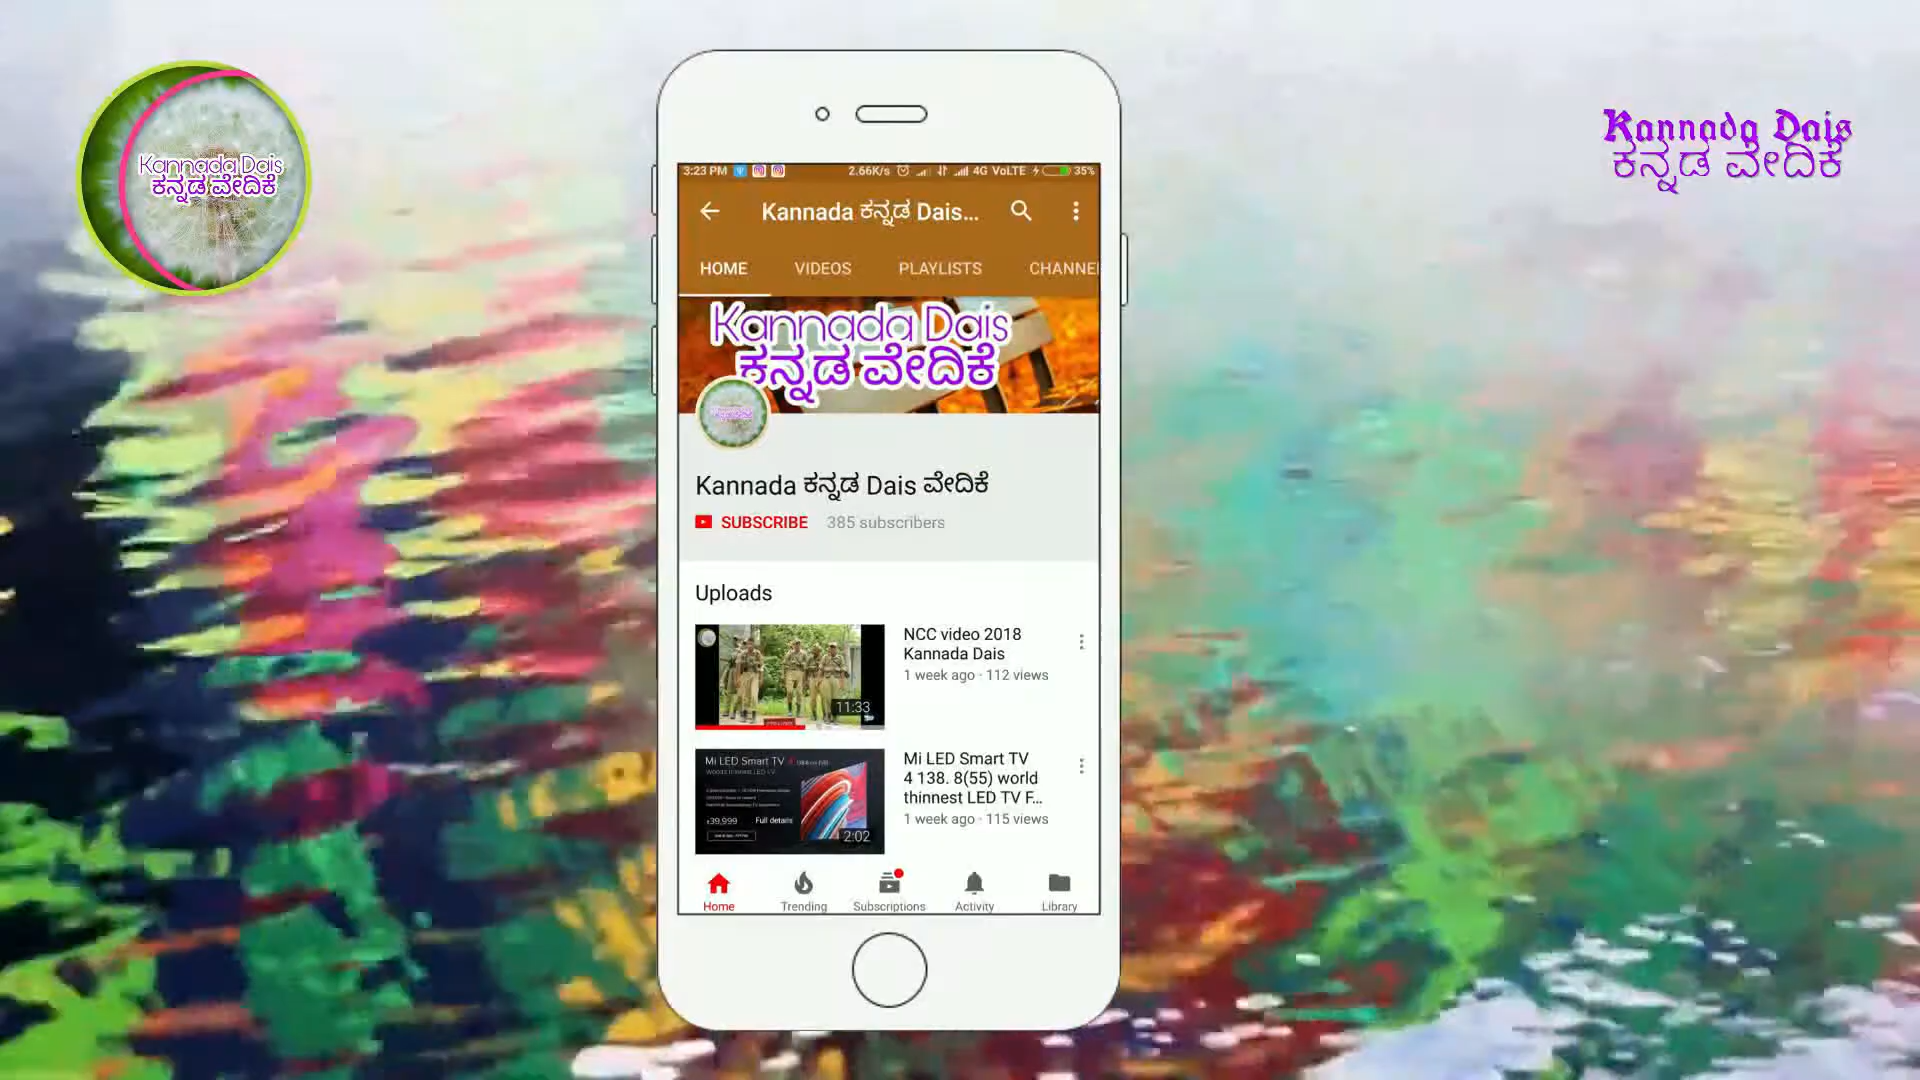 Kannada Dais
ಕನ್ನಡ ವೇದಿಕೆ
Kannada Dais
ಕನ್ನಡ ವೇದಿಕೆ
3:23 PM 2.66K/s 4G VoLTE 35%
Kannada ಕನ್ನಡ Dais...
HOME VIDEOS PLAYLISTS CHANNE
Kannada Dais
ಕನ್ನಡ ವೇದಿಕೆ
Kannada ಕನ್ನಡ Dais ವೇದಿಕೆ
SUBSCRIBE 385 subscribers
Uploads
NCC video 2018
Kannada Dais
1 week ago · 112 views
11:33
Mi LED Smart TV
Full details
39,999
2:02
Mi LED Smart TV
4 138. 8(55) world
thinnest LED TV F...
1 week ago · 115 views
Home Trending Subscriptions Activity Library